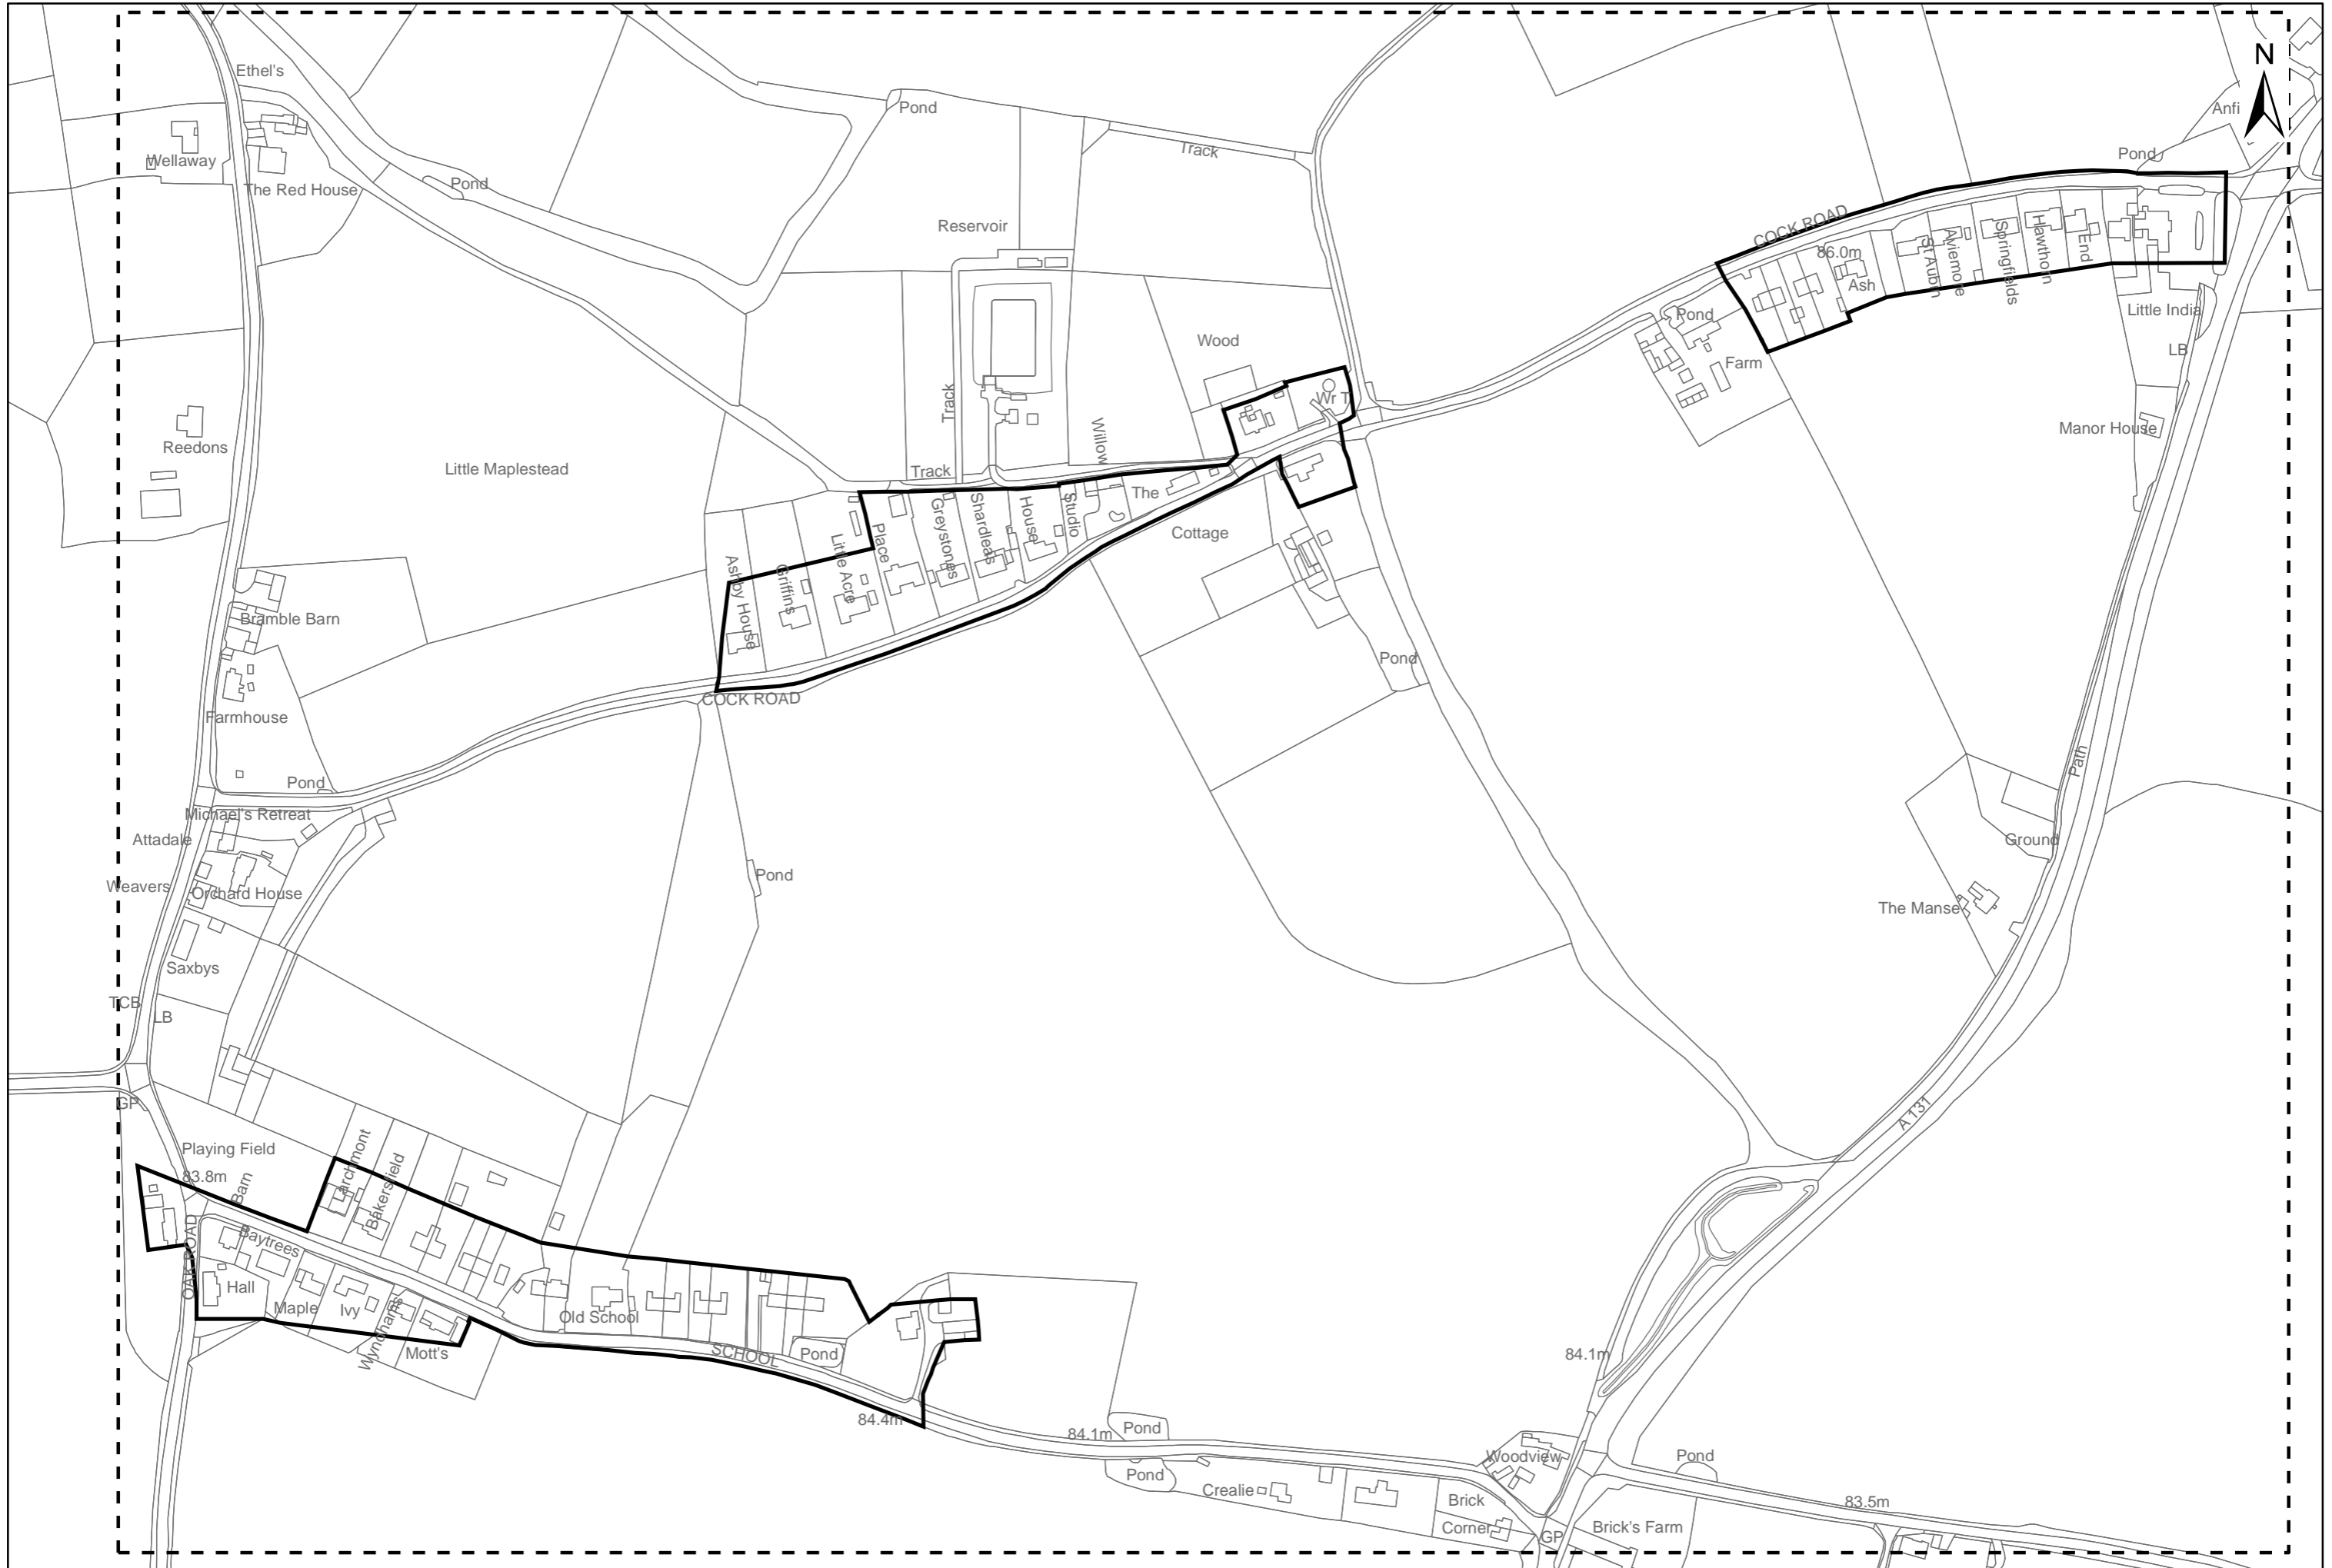 N
Ethel's
Anfi
Pond
Wellaway
The Red House
Track
Pond
Pond
Reservoir
COCK ROAD
86.0m
St Aubin
Aviemore
Springfields
Hawthorn
End
Ash
Little India
Pond
LB
Wood
Farm
Wr T
Track
Manor House
Reedons
Little Maplestead
Willow
Track
The
Place
Greystones
Shardleas
House
Studio
Cottage
Ashby House
Griffins
Little Acre
Bramble Barn
Pond
COCK ROAD
Farmhouse
Path
Pond
Michael's Retreat
Attadale
Ground
Weavers
Orchard House
Pond
The Manse
Saxbys
TCB
LB
GP
A131
Playing Field
83.8m
Barn
Larchmont
Bakersfield
OAK ROAD
Baytrees
Hall
Maple
Ivy
Wyndhams
Mott's
Old School
SCHOOL
Pond
84.1m
84.4m
84.1m
Pond
Woodview
Pond
Pond
Crealie
Brick
Corner
83.5m
GP
Brick's Farm